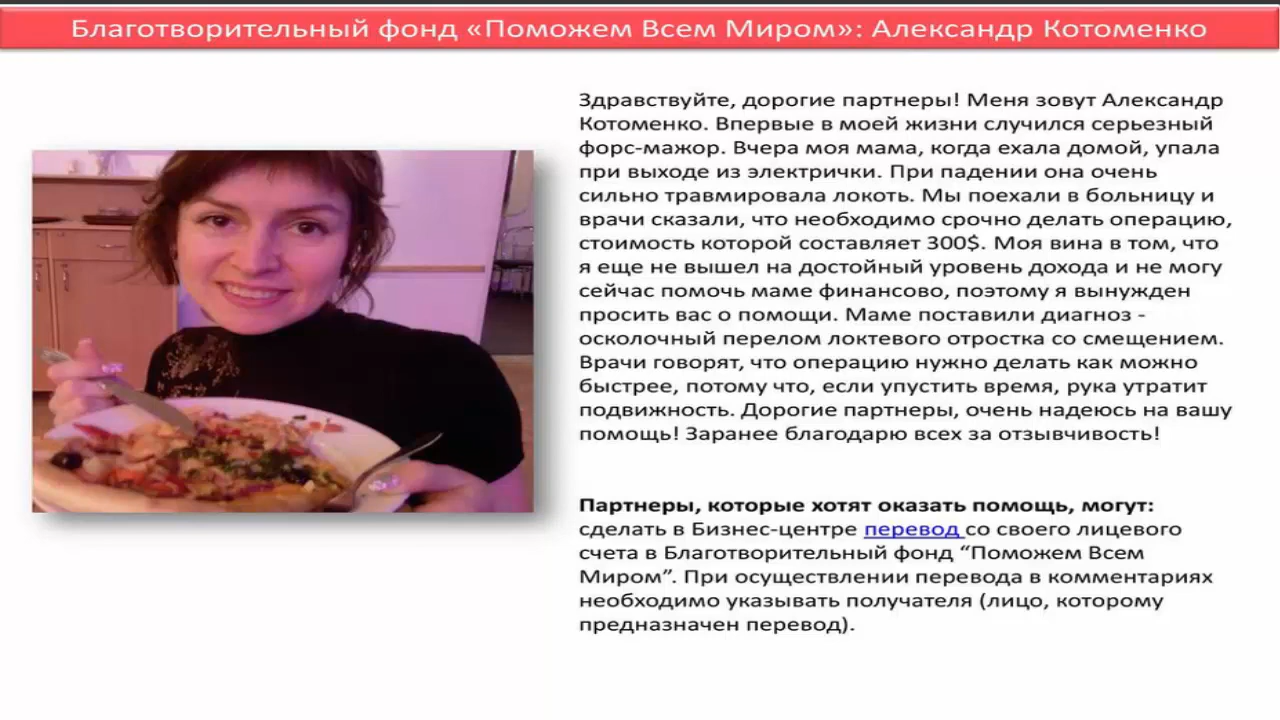 Благотворительный фонд «Поможем Всем Миром»: Александр Котоменко
Здравствуйте, дорогие партнеры! Меня зовут Александр
Котоменко. Впервые в моей жизни случился серьезный
форс-мажор. Вчера моя мама, когда ехала домой, упала
при выходе из электрички. При падении она очень
сильно травмировала локоть. Мы поехали в больницу и
врачи сказали, что необходимо срочно делать операцию,
стоимость которой составляет 300$. Моя вина в том, что
я еще не вышел на достойный уровень дохода и не могу
сейчас помочь маме финансово, поэтому я вынужден
просить вас о помощи. Маме поставили диагноз -
осколочный перелом локтевого отростка со смещением.
Врачи говорят, что операцию нужно делать как можно
быстрее, потому что, если упустить время, рука утратит
подвижность. Дорогие партнеры, очень надеюсь на вашу
помощь! Заранее благодарю всех за отзывчивость!
Партнеры, которые хотят оказать помощь, могут:
сделать в Бизнес-центре перевод со своего лицевого
счета в Благотворительный фонд “Поможем Всем
Миром”. При осуществлении перевода в комментариях
необходимо указывать получателя (лицо, которому
предназначен перевод).